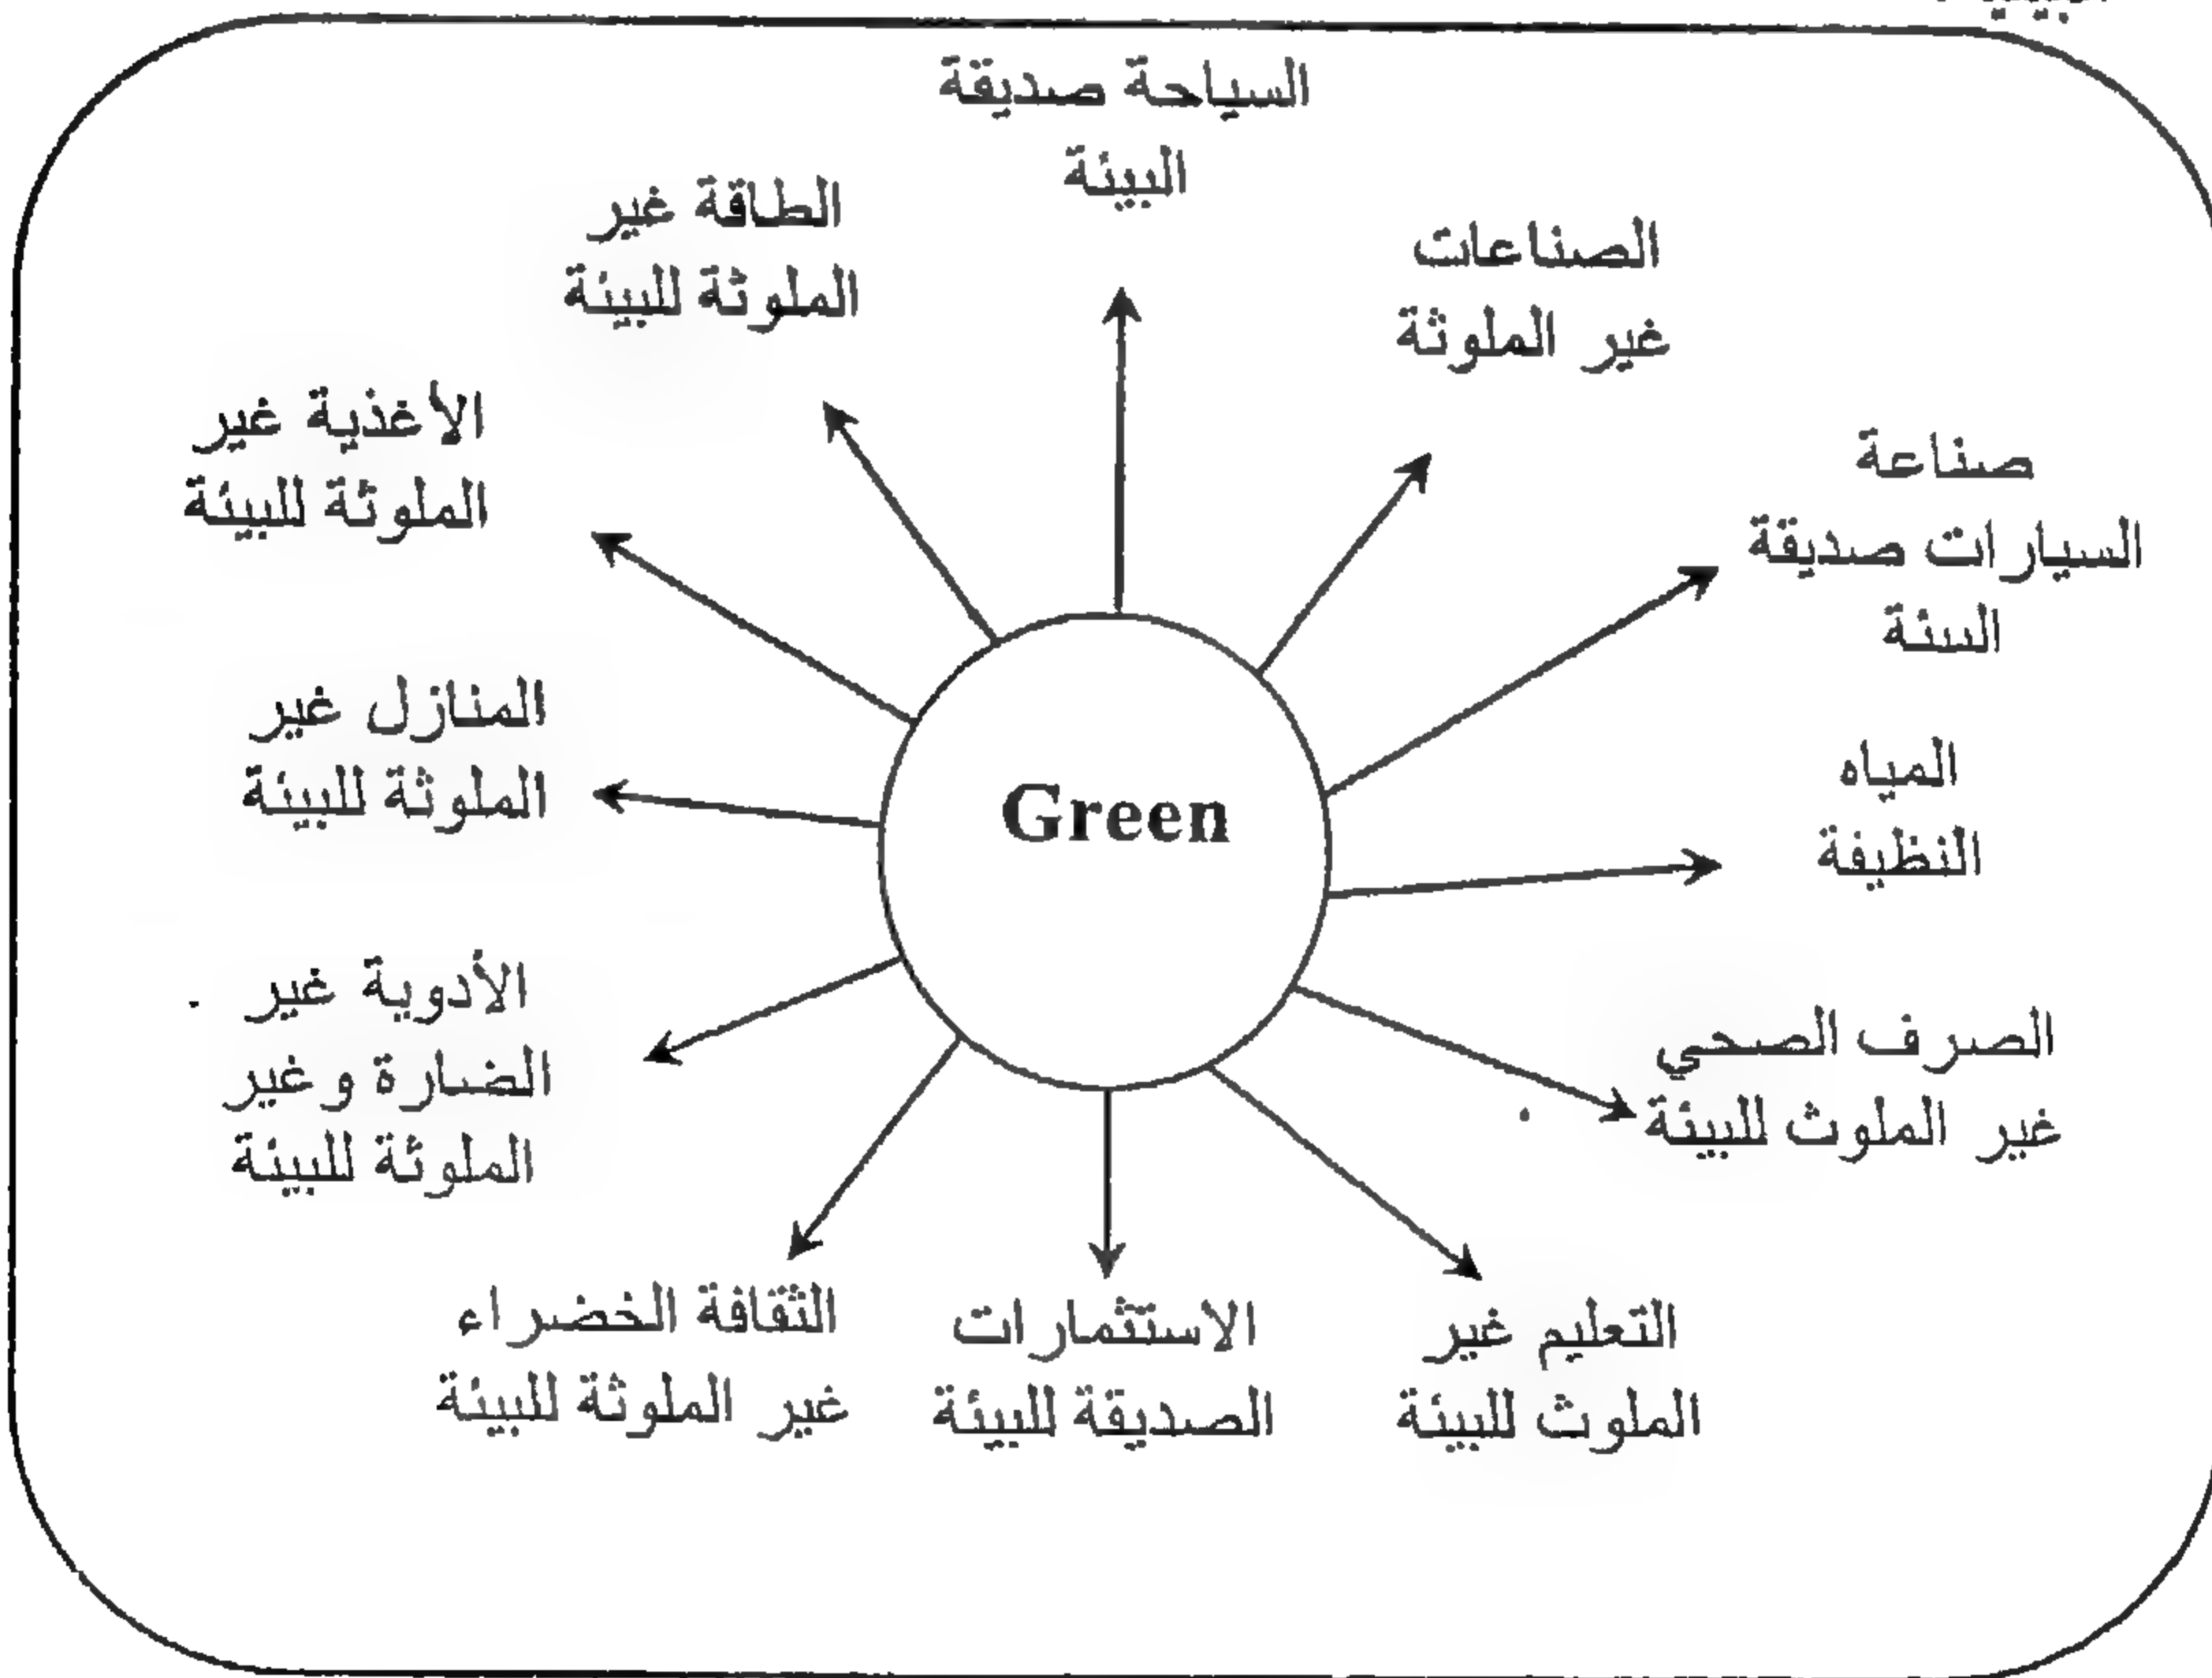 السياحة صديقة
البيئة
الصناعات
غير الملوثة
صناعة
السيارات صديقة
البيئة
المياه
النظيفة
الصرف الصحي
غير الملوث للبيئة
التعليم غير
الملوث للبيئة
الاستثمارات
الصديقة للبيئة
الثقافة الخضراء
غير الملوثة للبيئة
الأدوية غير
الضارة وغير
الملوثة للبيئة
المنازل غير
الملوثة للبيئة
الاغذية غير
الملوثة للبيئة
الطاقة غير
الملوثة للبيئة
Green